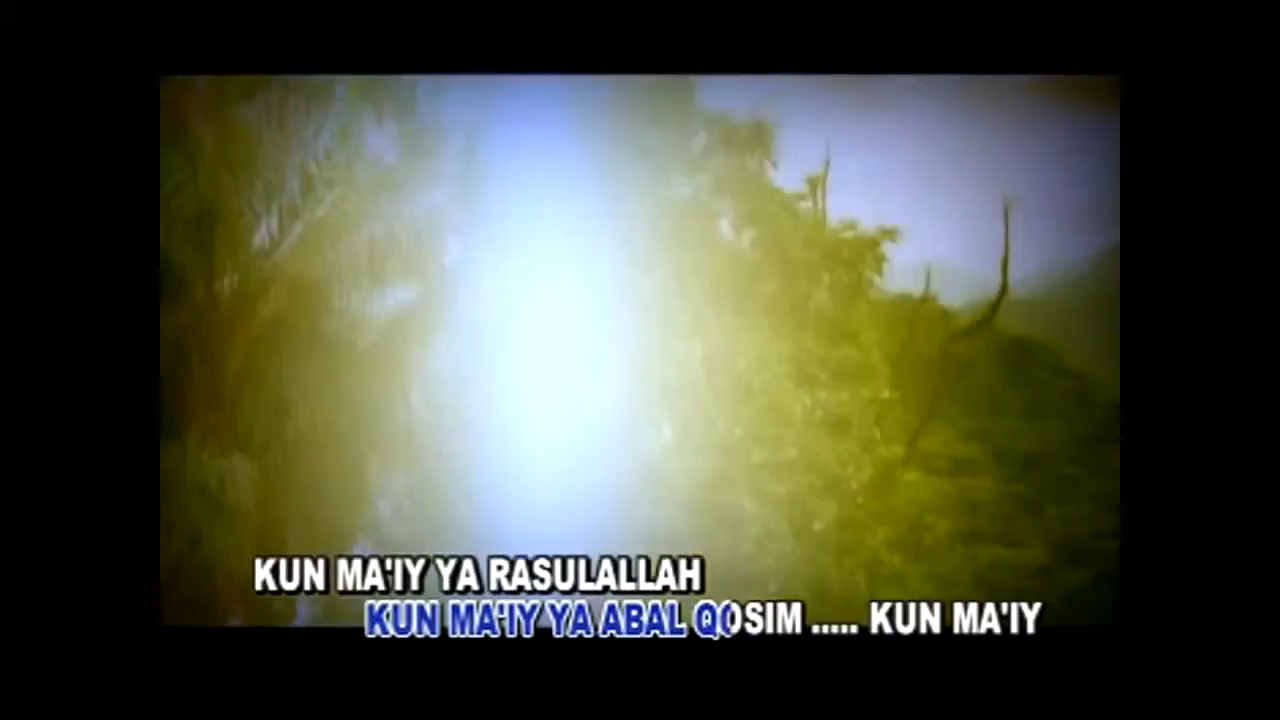 KUN MA'IY YA RASULALLAH
KUN MA'IY YA ABAL QOSIM ..... KUN MA'IY